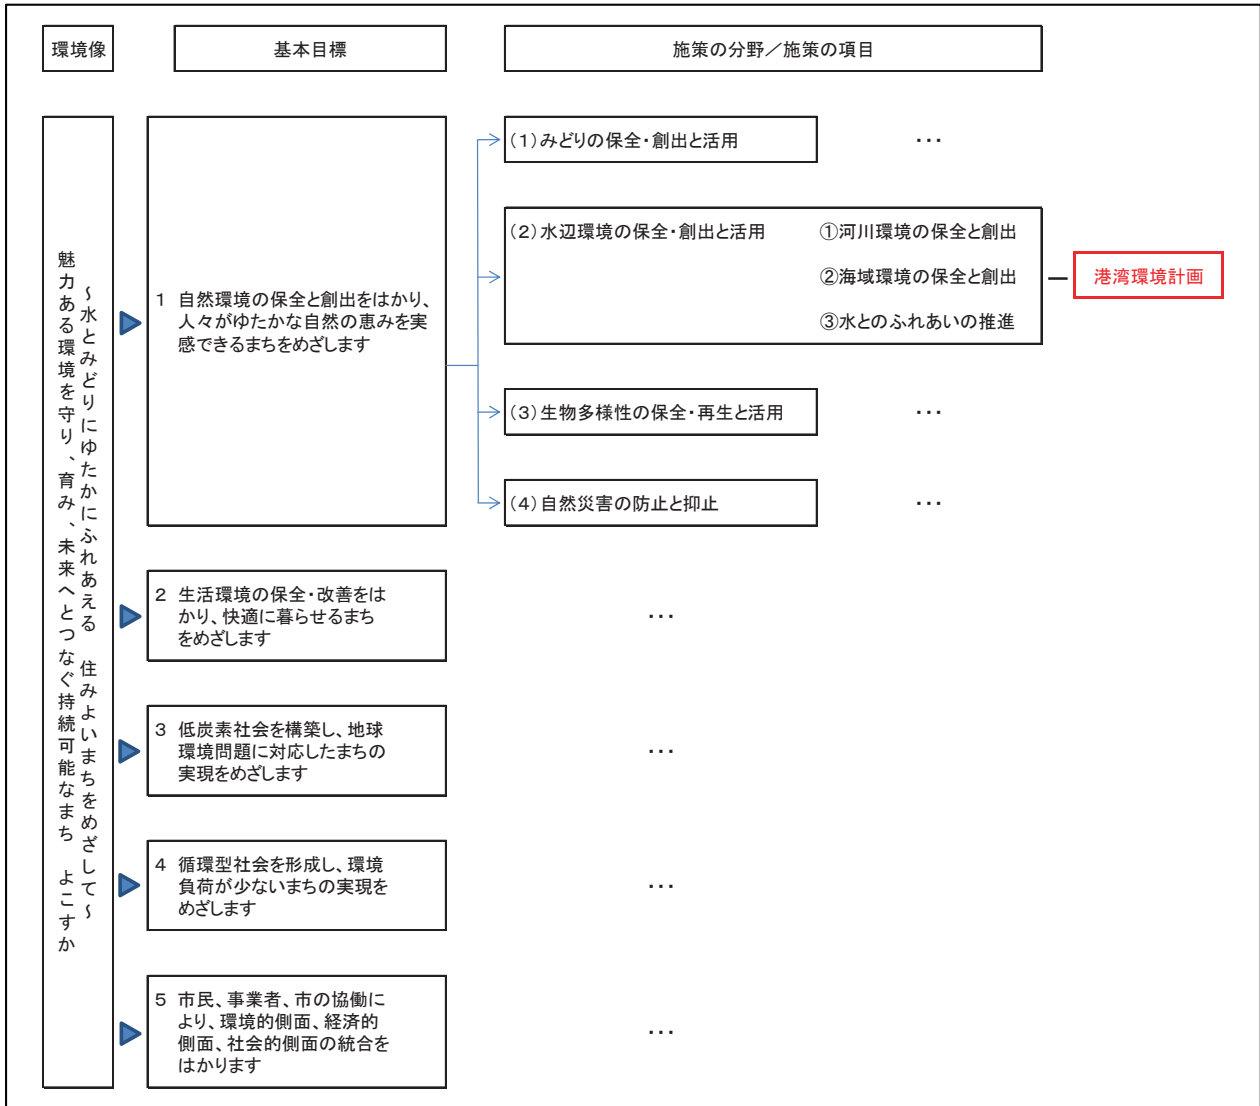 環境像
基本目標
施策の分野／施策の項目
魅力ある環境を守り、育み、未来へとつなぐ持続可能なまち　よこすか
～水とみどりにゆたかにふれあえる　住みよいまちをめざして～
1 自然環境の保全と創出をはかり、
人々がゆたかな自然の恵みを実
感できるまちをめざします
(1)みどりの保全・創出と活用
…
(2)水辺環境の保全・創出と活用
①河川環境の保全と創出
②海域環境の保全と創出
③水とのふれあいの推進
港湾環境計画
(3)生物多様性の保全・再生と活用
…
(4)自然災害の防止と抑止
…
2 生活環境の保全・改善をは
かり、快適に暮らせるまち
をめざします
…
3 低炭素社会を構築し、地球
環境問題に対応したまちの
実現をめざします
…
4 循環型社会を形成し、環境
負荷が少ないまちの実現を
めざします
…
5 市民、事業者、市の協働に
より、環境的側面、経済的
側面、社会的側面の統合を
はかります
…